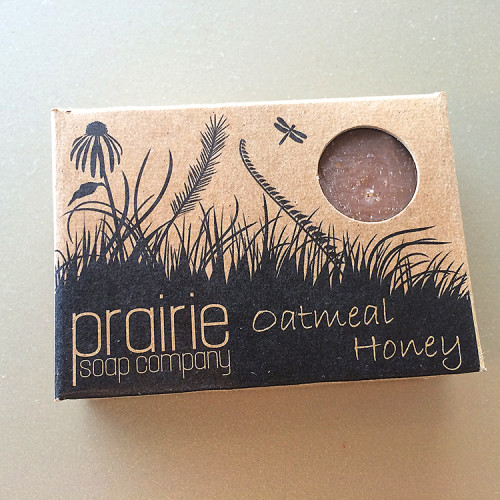 prairie
soap company
Oatmeal
Honey